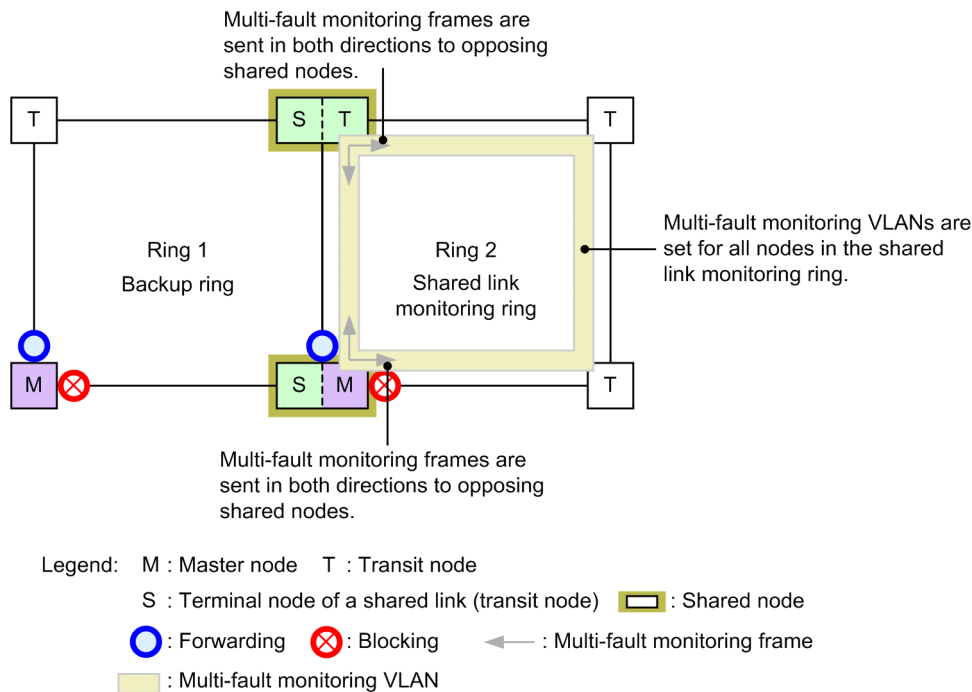 Multi-fault monitoring frames are
sent in both directions to opposing
shared nodes.
T
S
T
T
Ring 1
Backup ring
Ring 2
Shared link
monitoring ring
Multi-fault monitoring VLANs are
set for all nodes in the shared
link monitoring ring.
M
S
M
T
Multi-fault monitoring frames are
sent in both directions to opposing
shared nodes.
Legend: M : Master node T : Transit node
S : Terminal node of a shared link (transit node) : Shared node
: Forwarding : Blocking : Multi-fault monitoring frame
: Multi-fault monitoring VLAN